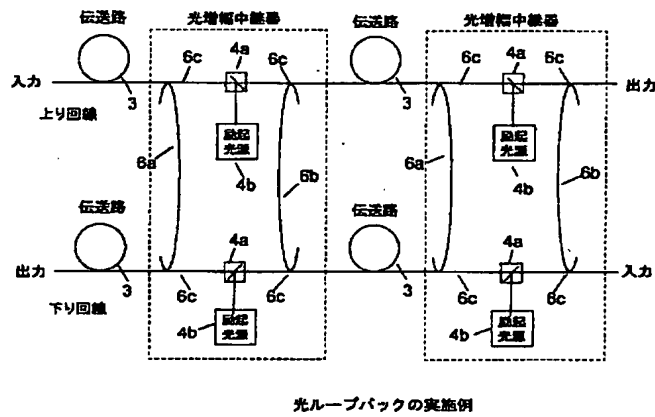 伝送路 光増幅中継器 伝送路 光増幅中継器
6c 4a 6c 6c 4a 6c
入力 出力
3 3
上り回線
励起光源 励起光源
6a 4b 6b 6a 4b 6b
伝送路 伝送路
4a 4a
出力 入力
3 6c 6c 3 6c 6c
下り回線
4b 励起光源 4b 励起光源
光ループバックの実施例